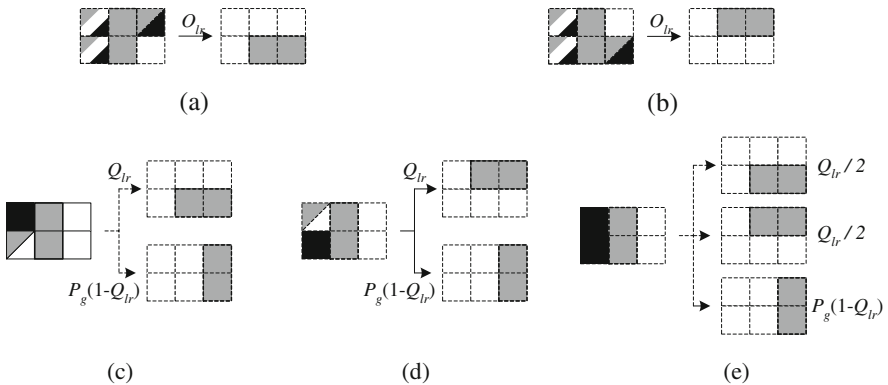 O_lr
O_lr
(a)
(b)
Q_lr
P_g(1-Q_lr)
Q_lr
P_g(1-Q_lr)
Q_lr/2
Q_lr/2
P_g(1-Q_lr)
(c)
(d)
(e)